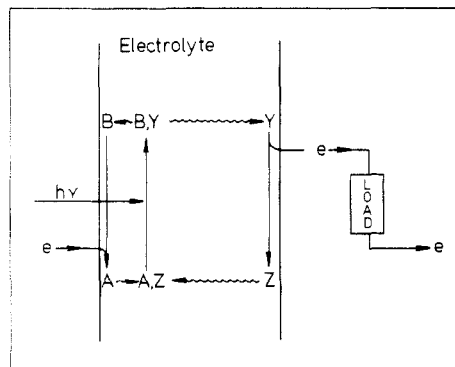 Electrolyte
B B,Y Y
e
hν
LOAD
e
e
A A,Z Z